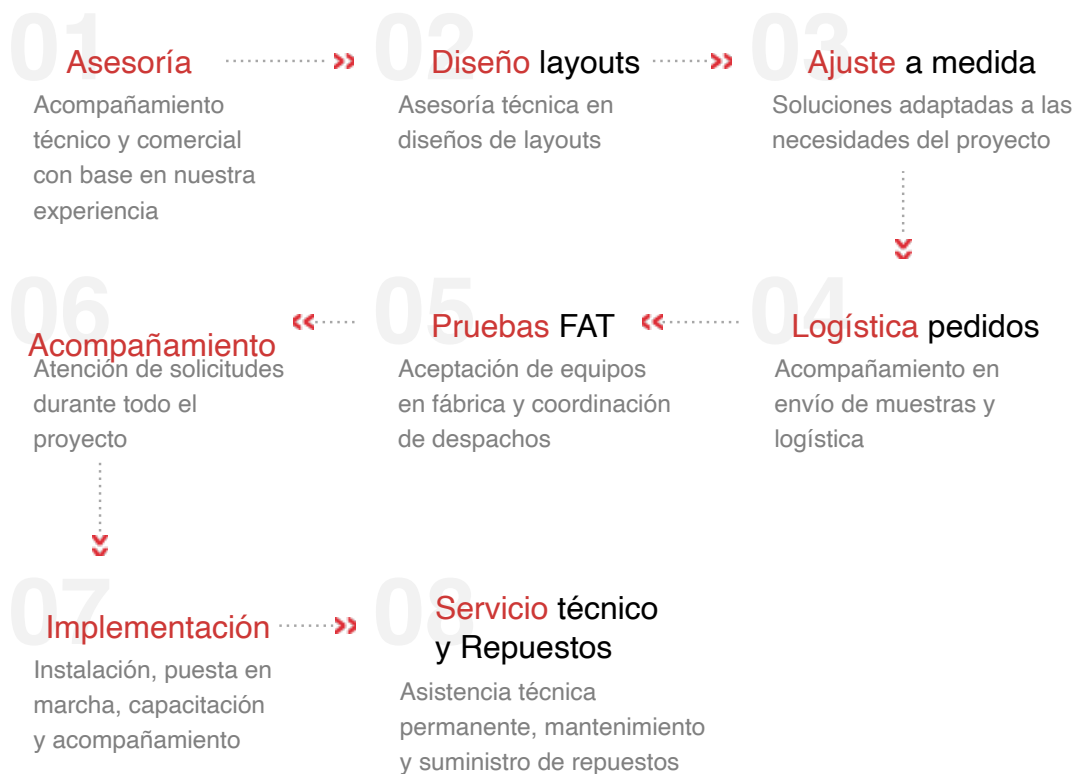 01
Asesoría
Acompañamiento
técnico y comercial
con base en nuestra
experiencia
02
Diseño layouts
Asesoría técnica en
diseños de layouts
03
Ajuste a medida
Soluciones adaptadas a las
necesidades del proyecto
04
Logística pedidos
Acompañamiento en
envío de muestras y
logística
05
Pruebas FAT
Aceptación de equipos
en fábrica y coordinación
de despachos
06
Acompañamiento
Atención de solicitudes
durante todo el
proyecto
07
Implementación
Instalación, puesta en
marcha, capacitación
y acompañamiento
08
Servicio técnico
y Repuestos
Asistencia técnica
permanente, mantenimiento
y suministro de repuestos